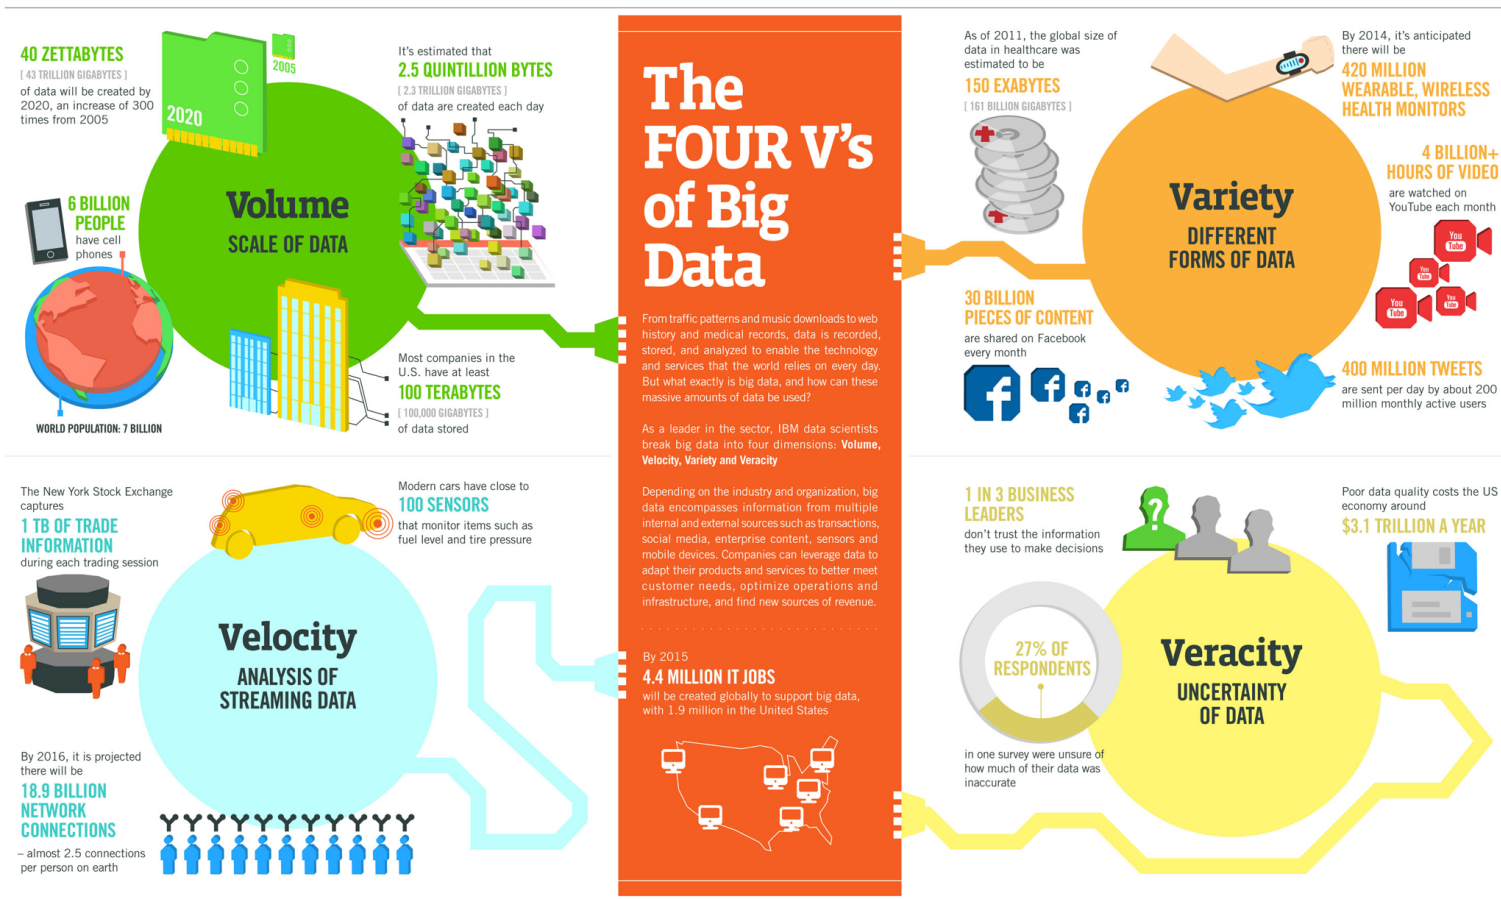 40 ZETTABYTES
[ 43 TRILLION GIGABYTES ]
of data will be created by
2020, an increase of 300
times from 2005
2020
2005
It's estimated that
2.5 QUINTILLION BYTES
[ 2.3 TRILLION GIGABYTES ]
of data are created each day
6 BILLION
PEOPLE
have cell
phones
WORLD POPULATION: 7 BILLION
Volume
SCALE OF DATA
Most companies in the
U.S. have at least
100 TERABYTES
[ 100,000 GIGABYTES ]
of data stored
The New York Stock Exchange
captures
1 TB OF TRADE
INFORMATION
during each trading session
Modern cars have close to
100 SENSORS
that monitor items such as
fuel level and tire pressure
Velocity
ANALYSIS OF
STREAMING DATA
By 2016, it is projected
there will be
18.9 BILLION
NETWORK
CONNECTIONS
– almost 2.5 connections
per person on earth
The
FOUR V's
of Big
Data
From traffic patterns and music downloads to web
history and medical records, data is recorded,
stored, and analyzed to enable the technology
and services that the world relies on every day.
But what exactly is big data, and how can these
massive amounts of data be used?
As a leader in the sector, IBM data scientists
break big data into four dimensions: Volume,
Velocity, Variety and Veracity
Depending on the industry and organization, big
data encompasses information from multiple
internal and external sources such as transactions,
social media, enterprise content, sensors and
mobile devices. Companies can leverage data to
adapt their products and services to better meet
customer needs, optimize operations and
infrastructure, and find new sources of revenue.
By 2015
4.4 MILLION IT JOBS
will be created globally to support big data,
with 1.9 million in the United States
As of 2011, the global size of
data in healthcare was
estimated to be
150 EXABYTES
[ 161 BILLION GIGABYTES ]
By 2014, it's anticipated
there will be
420 MILLION
WEARABLE, WIRELESS
HEALTH MONITORS
4 BILLION+
HOURS OF VIDEO
are watched on
YouTube each month
You
Tube
You
Tube
You
Tube
You
Tube
Variety
DIFFERENT
FORMS OF DATA
30 BILLION
PIECES OF CONTENT
are shared on Facebook
every month
f
f
f
f
f
f
400 MILLION TWEETS
are sent per day by about 200
million monthly active users
1 IN 3 BUSINESS
LEADERS
don't trust the information
they use to make decisions
?
Poor data quality costs the US
economy around
$3.1 TRILLION A YEAR
27% OF
RESPONDENTS
in one survey were unsure of
how much of their data was
inaccurate
Veracity
UNCERTAINTY
OF DATA